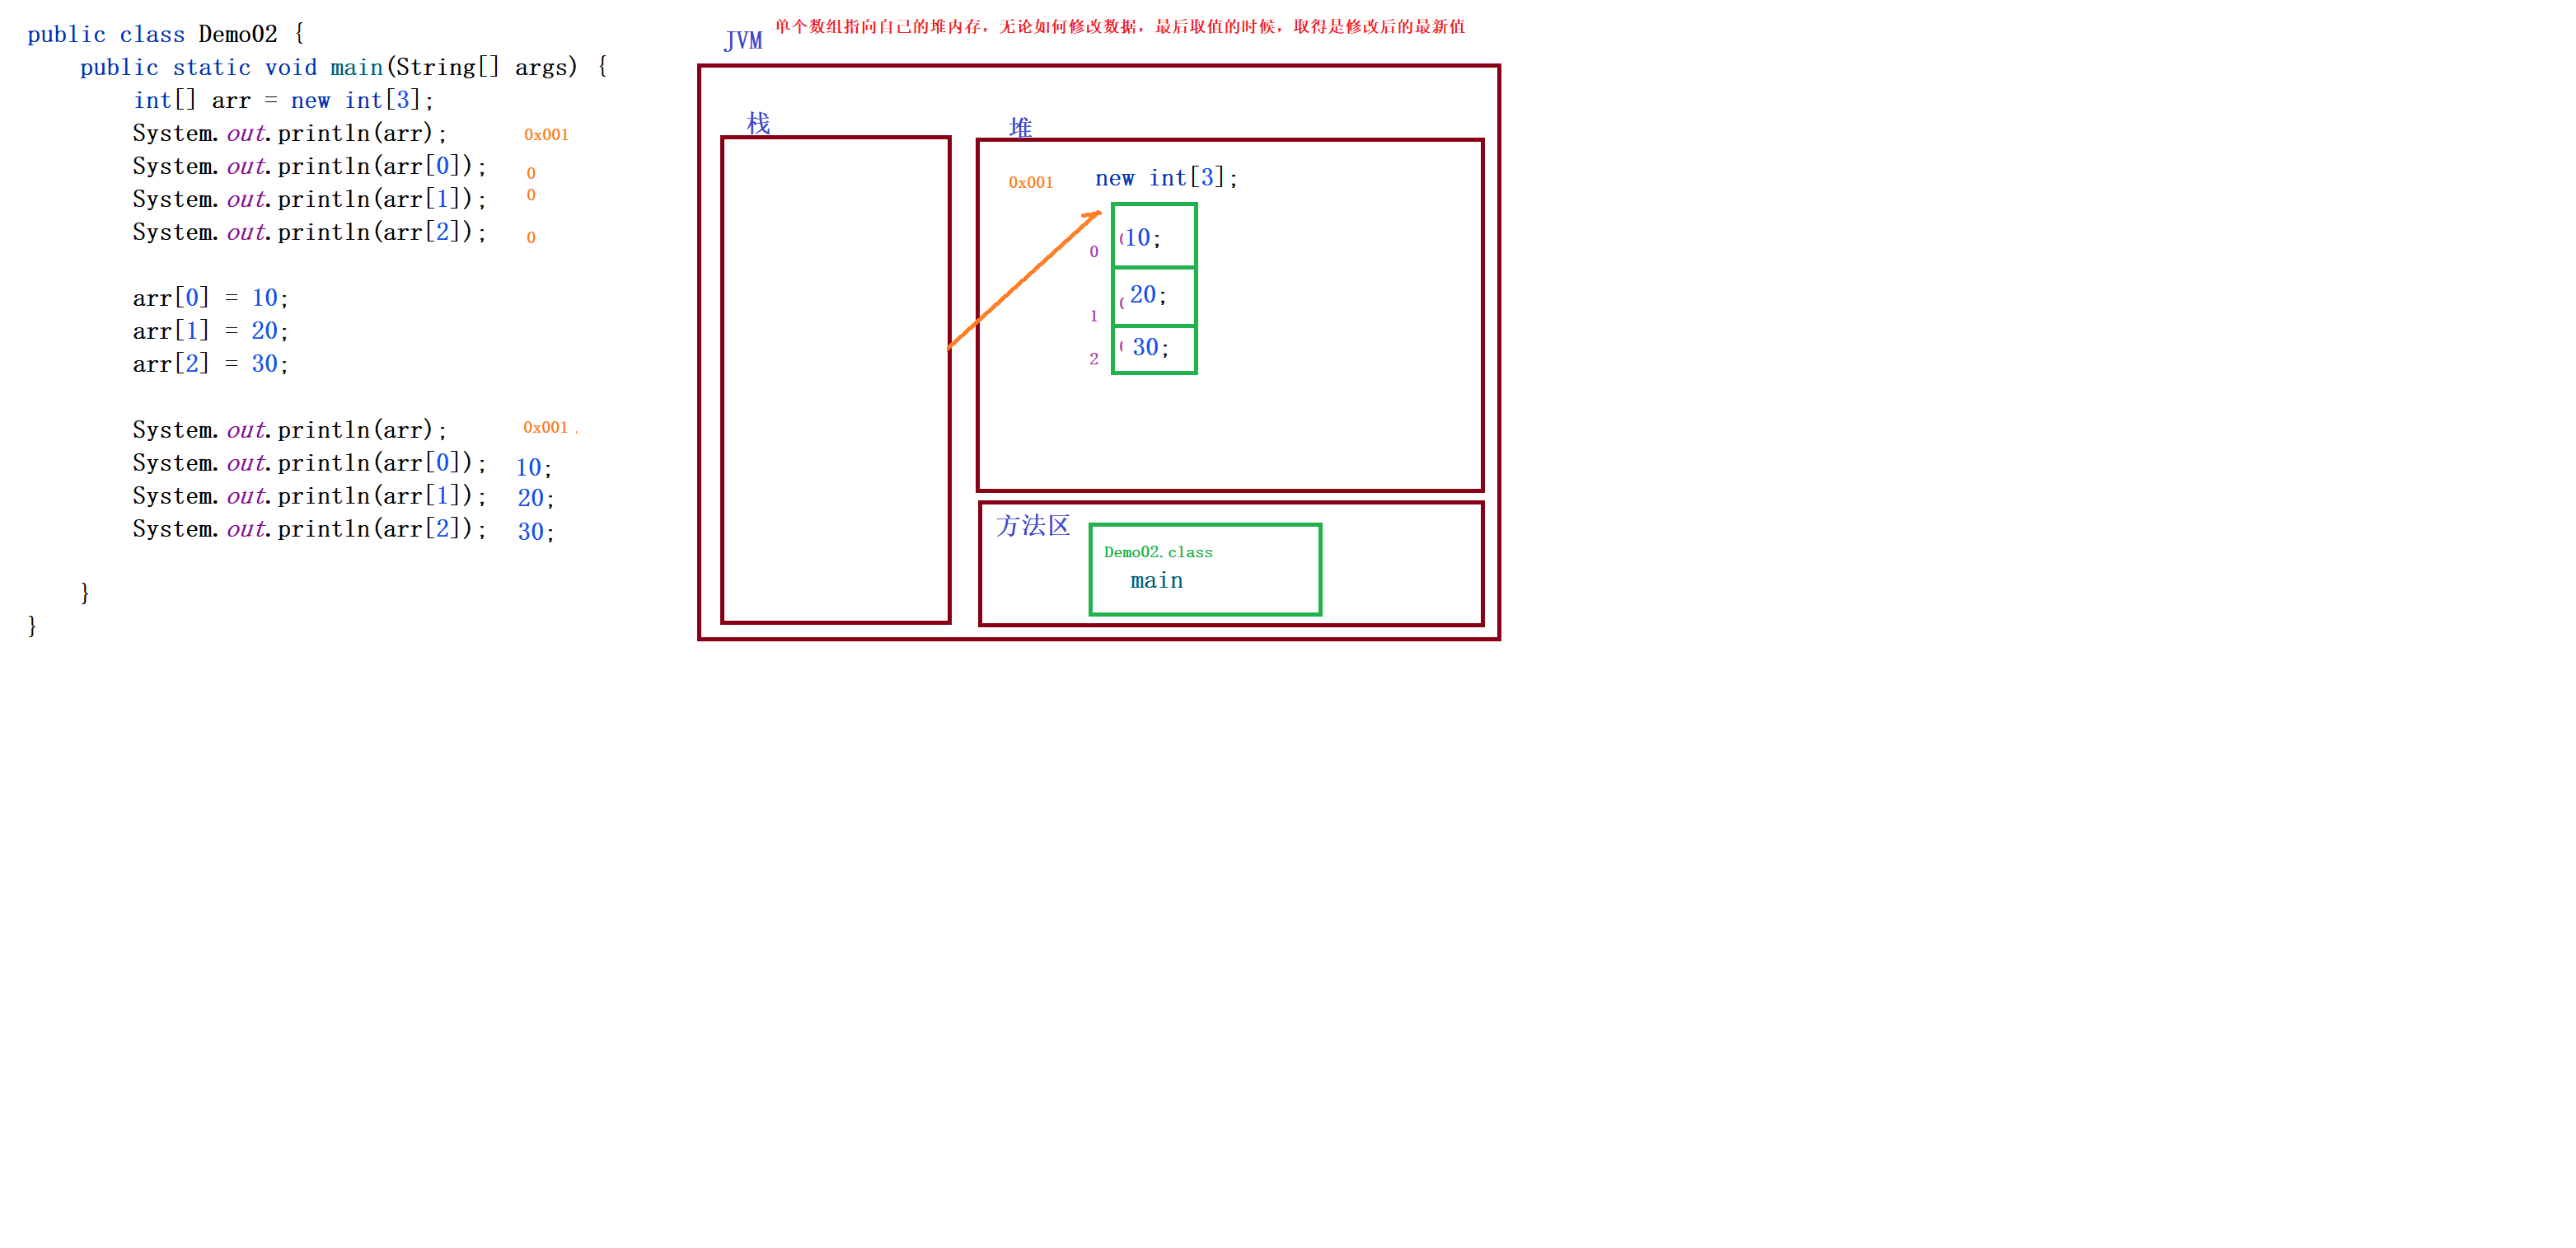 public class Demo02 {
public static void main(String[] args) {
int[] arr = new int[3];
System.out.println(arr); 0x001
System.out.println(arr[0]); 0
System.out.println(arr[1]); 0
System.out.println(arr[2]); 0
arr[0] = 10;
arr[1] = 20;
arr[2] = 30;
System.out.println(arr); 0x001
System.out.println(arr[0]); 10;
System.out.println(arr[1]); 20;
System.out.println(arr[2]); 30;
}
}
单个数组指向自己的堆内存，无论如何修改数据，最后取值的时候，取得是修改后的最新值
JVM
栈
堆
0x001 new int[3];
0 10;
1 20;
2 30;
方法区
Demo02.class
main